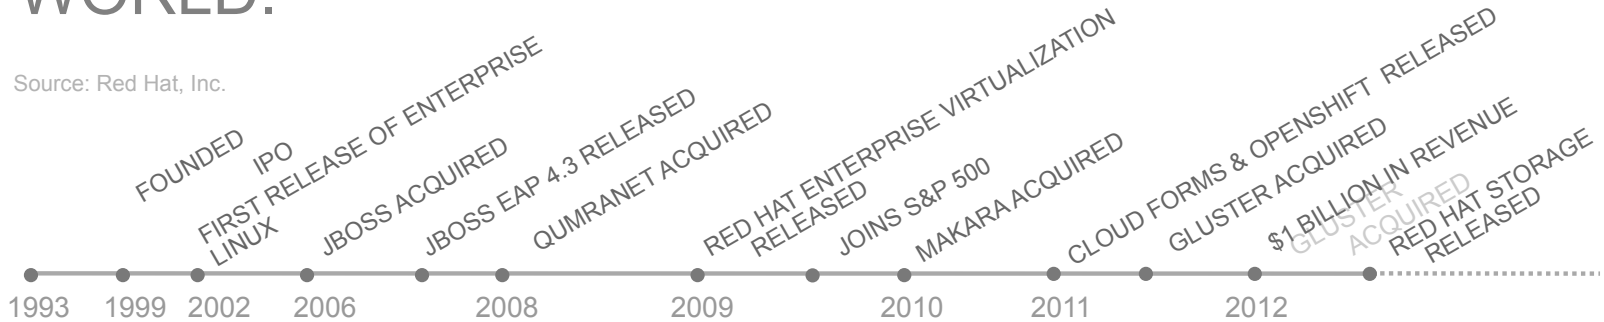 WORLD.
Source: Red Hat, Inc.
FOUNDED
IPO
FIRST RELEASE OF ENTERPRISE
LINUX
JBOSS ACQUIRED
JBOSS EAP 4.3 RELEASED
QUMRANET ACQUIRED
RED HAT ENTERPRISE VIRTUALIZATION
RELEASED
JOINS S&P 500
MAKARA ACQUIRED
CLOUD FORMS & OPENSHIFT RELEASED
GLUSTER ACQUIRED
$1 BILLION IN REVENUE
GLUSTER
ACQUIRED
RED HAT STORAGE
RELEASED
1993 1999 2002 2006 2008 2009 2010 2011 2012